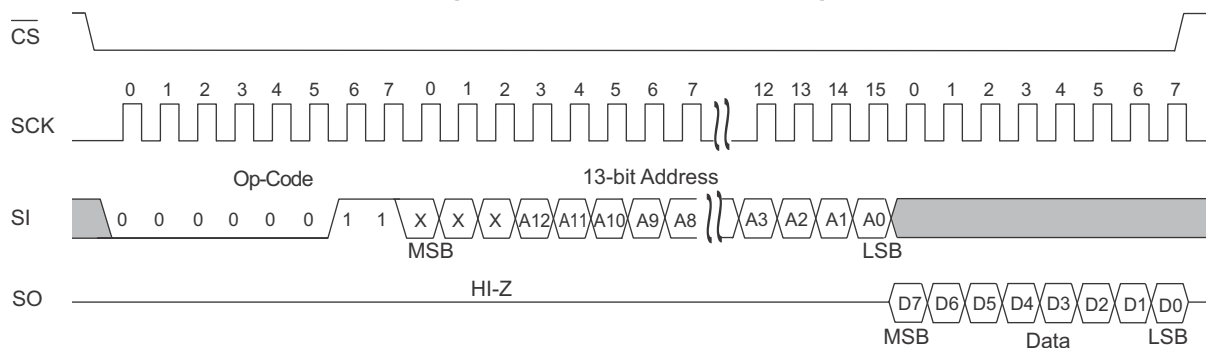 CS
0 1 2 3 4 5 6 7 0 1 2 3 4 5 6 7 12 13 14 15 0 1 2 3 4 5 6 7
SCK
Op-Code 13-bit Address
SI 0 0 0 0 0 0 1 1 X X X A12 A11 A10 A9 A8 A3 A2 A1 A0
MSB LSB
HI-Z
SO D7 D6 D5 D4 D3 D2 D1 D0
MSB Data LSB